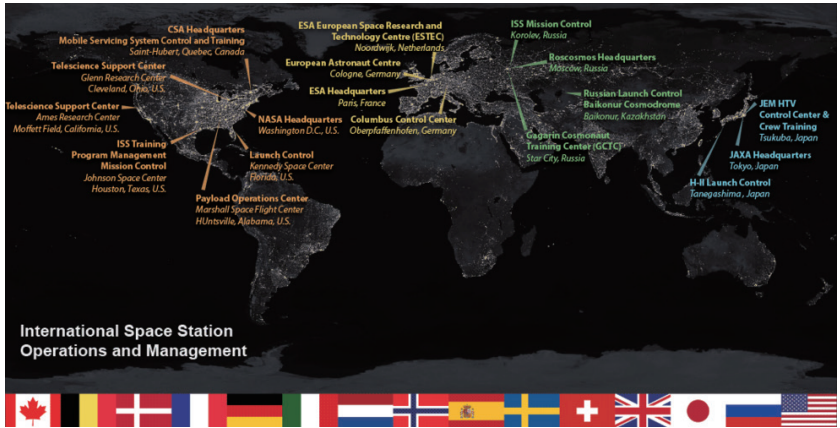 CSA Headquarters
Mobile Servicing System Control and Training
Saint-Hubert, Quebec, Canada
Telescience Support Center
Glenn Research Center
Cleveland, Ohio, U.S.
Telescience Support Center
Ames Research Center
Moffett Field, California, U.S.
ISS Training
Program Management
Mission Control
Johnson Space Center
Houston, Texas, U.S.
NASA Headquarters
Washington D.C., U.S.
Launch Control
Kennedy Space Center
Florida, U.S.
Payload Operations Center
Marshall Space Flight Center
HUntsville, Alabama, U.S.
ESA European Space Research and
Technology Centre (ESTEC)
Noordwijk, Netherlands
European Astronaut Centre
Cologne, Germany
ESA Headquarters
Paris, France
Columbus Control Center
Oberpfaffenhofen, Germany
ISS Mission Control
Korolev, Russia
Roscosmos Headquarters
Moscow, Russia
Russian Launch Control
Baikonur Cosmodrome
Baikonur, Kazakhstan
Gagarin Cosmonaut
Training Center (GCTC)
Star City, Russia
JEM HTV
Control Center &
Crew Training
Tsukuba, Japan
JAXA Headquarters
Tokyo, Japan
H-II Launch Control
Tanegashima , Japan
International Space Station
Operations and Management